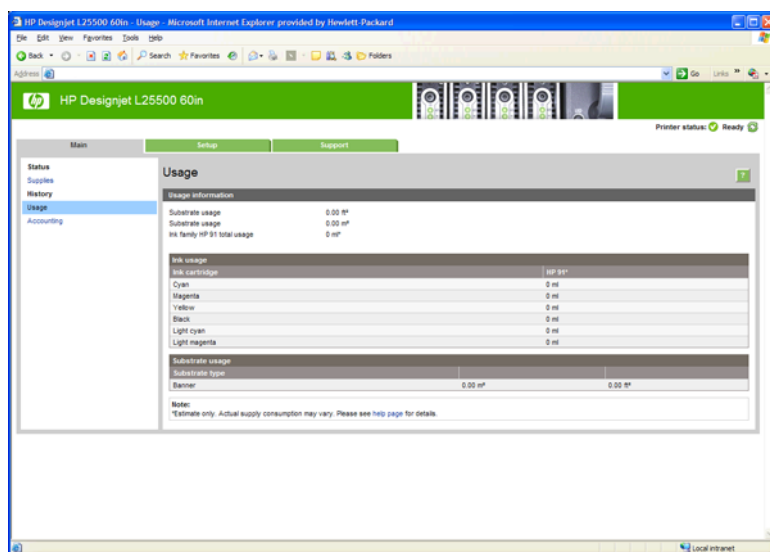 HP Designjet L25500 60in - Usage - Microsoft Internet Explorer provided by Hewlett-Packard
File Edit View Favorites Tools Help
Back Search Favorites Folders
Address Go Links »
hp HP Designjet L25500 60in
Printer status: Ready
Main Setup Support
Status
Supplies
History
Usage
Accounting
Usage
?
Usage information
Substrate usage 0.00 ft²*
Substrate usage 0.00 m²*
Ink family HP 91 total usage 0 ml*
Ink usage
Ink cartridge HP 91*
Cyan 0 ml
Magenta 0 ml
Yellow 0 ml
Black 0 ml
Light cyan 0 ml
Light magenta 0 ml
Substrate usage
Substrate type
Banner 0.00 m²* 0.00 ft²*
Note:
*Estimate only. Actual supply consumption may vary. Please see help page for details.
Local intranet